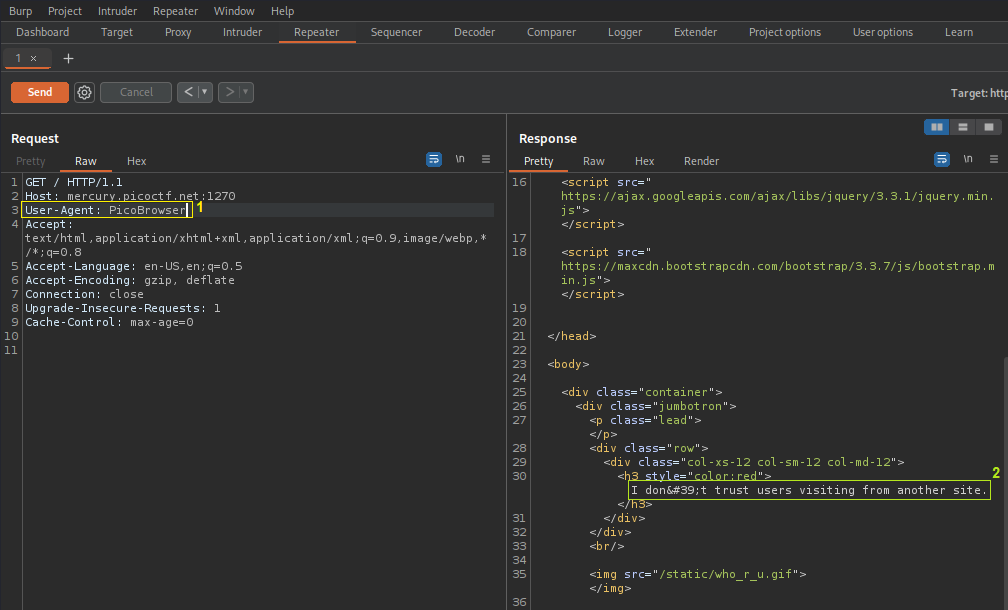 Burp Project Intruder Repeater Window Help
Dashboard Target Proxy Intruder Repeater Sequencer Decoder Comparer Logger Extender Project options User options Learn
1 × +
Send Cancel < | ▾ > | ▾ Target: http
Request
Pretty Raw Hex \n ≡
1 GET / HTTP/1.1
2 Host: mercury.picoctf.net:1270
3 User-Agent: PicoBrowser 1
4 Accept:
text/html,application/xhtml+xml,application/xml;q=0.9,image/webp,*
/*;q=0.8
5 Accept-Language: en-US,en;q=0.5
6 Accept-Encoding: gzip, deflate
7 Connection: close
8 Upgrade-Insecure-Requests: 1
9 Cache-Control: max-age=0
10
11
Response
Pretty Raw Hex Render \n ≡
16 <script src="
https://ajax.googleapis.com/ajax/libs/jquery/3.3.1/jquery.min.
js">
</script>
17
18 <script src="
https://maxcdn.bootstrapcdn.com/bootstrap/3.3.7/js/bootstrap.m
in.js">
</script>
19
20
21 </head>
22
23 <body>
24
25 <div class="container">
26 <div class="jumbotron">
27 <p class="lead">
</p>
28 <div class="row">
29 <div class="col-xs-12 col-sm-12 col-md-12">
30 <h3 style="color:red">
I don&#39;t trust users visiting from another site. 2
</h3>
31 </div>
32 </div>
33 <br/>
34
35 <img src="/static/who_r_u.gif">
</img>
36